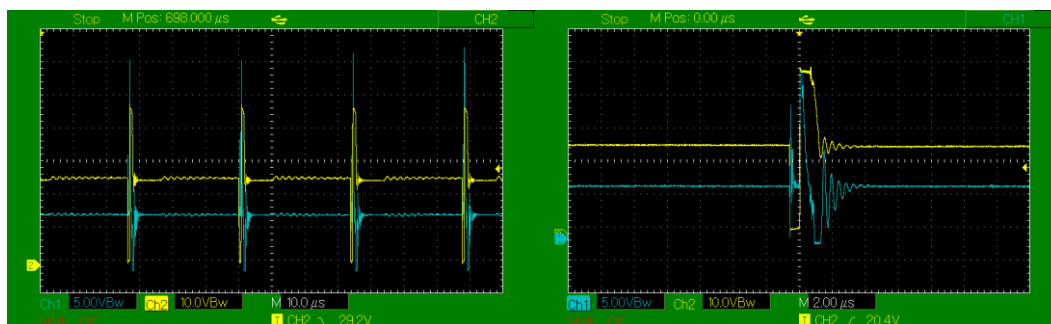 Stop M Pos: 698.000 µs CH2
2
Ch1 5.00VBw Ch2 10.0VBw M 10.0 µs
T CH2 29.2V
Stop M Pos: 0.00 µs CH1
Ch1 5.00VBw Ch2 10.0VBw M 2.00 µs
T CH2 20.4V